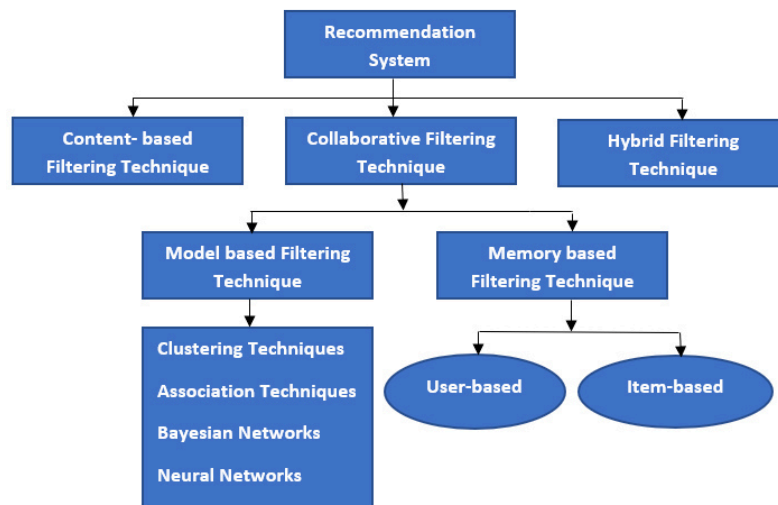 Recommendation
System
Content- based
Filtering Technique
Collaborative Filtering
Technique
Hybrid Filtering
Technique
Model based Filtering
Technique
Memory based
Filtering Technique
Clustering Techniques
Association Techniques
Bayesian Networks
Neural Networks
User-based
Item-based